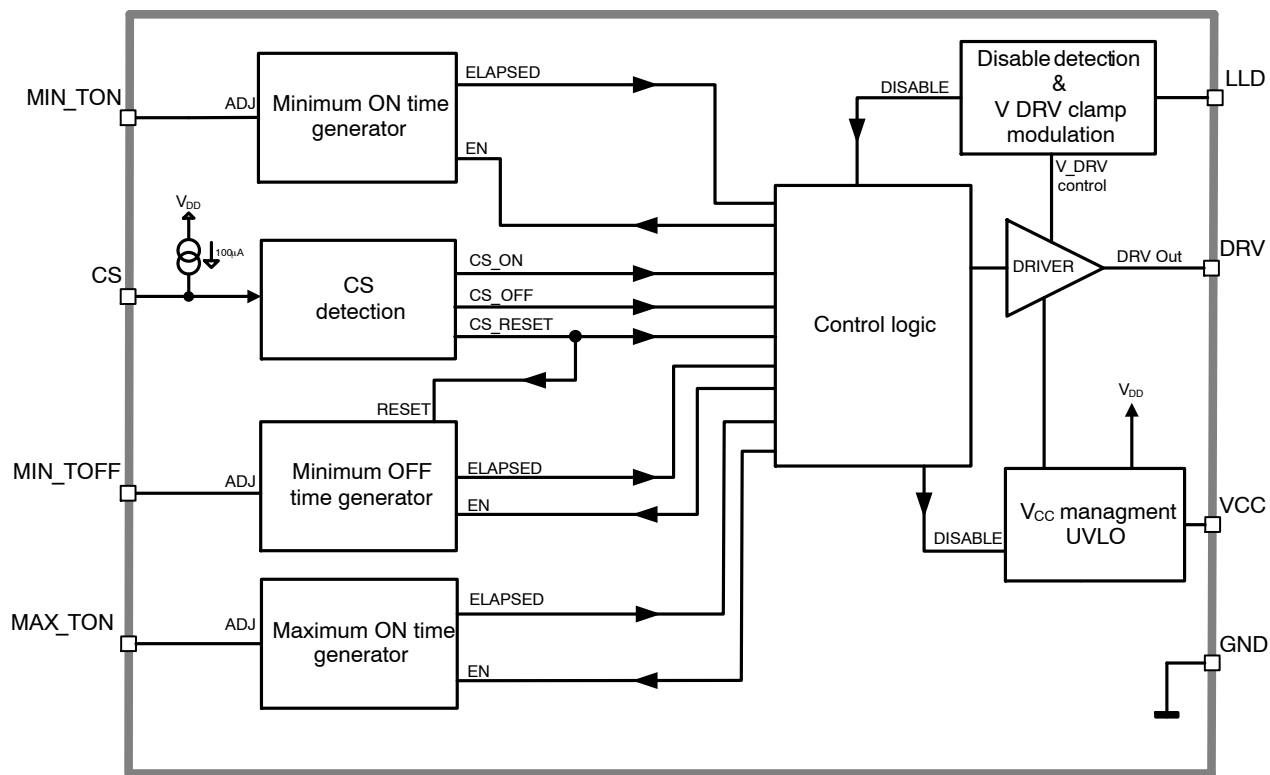 MIN_TON
ADJ
Minimum ON time
generator
ELAPSED
EN
DISABLE
Disable detection
&
V DRV clamp
modulation
LLD
V_DRV
control
VDD
100μA
CS
CS
detection
CS_ON
CS_OFF
CS_RESET
Control logic
DRIVER
DRV Out
DRV
RESET
MIN_TOFF
ADJ
Minimum OFF
time generator
ELAPSED
EN
VDD
VCC managment
UVLO
VCC
DISABLE
MAX_TON
ADJ
Maximum ON time
generator
ELAPSED
EN
GND